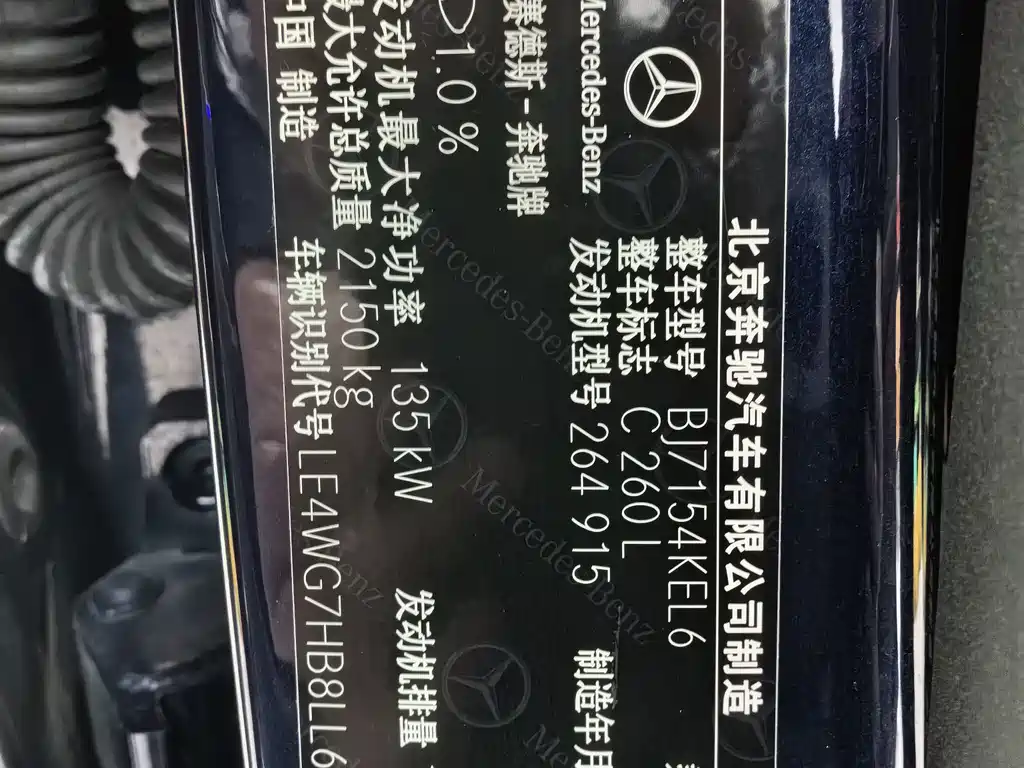 北京奔驰汽车有限公司制造
整车型号 BJ7154KEL6
整车标志 C 260 L
Mercedes-Benz
发动机型号 264 915 制造年月
赛德斯-奔驰牌
1.0 %
发动机最大净功率 135 kW 发动机排量
最大允许总质量 2150 kg
中国 制造
车辆识别代号 LE4WG7HB8LL6
Mercedes-Benz
Mercedes-Benz